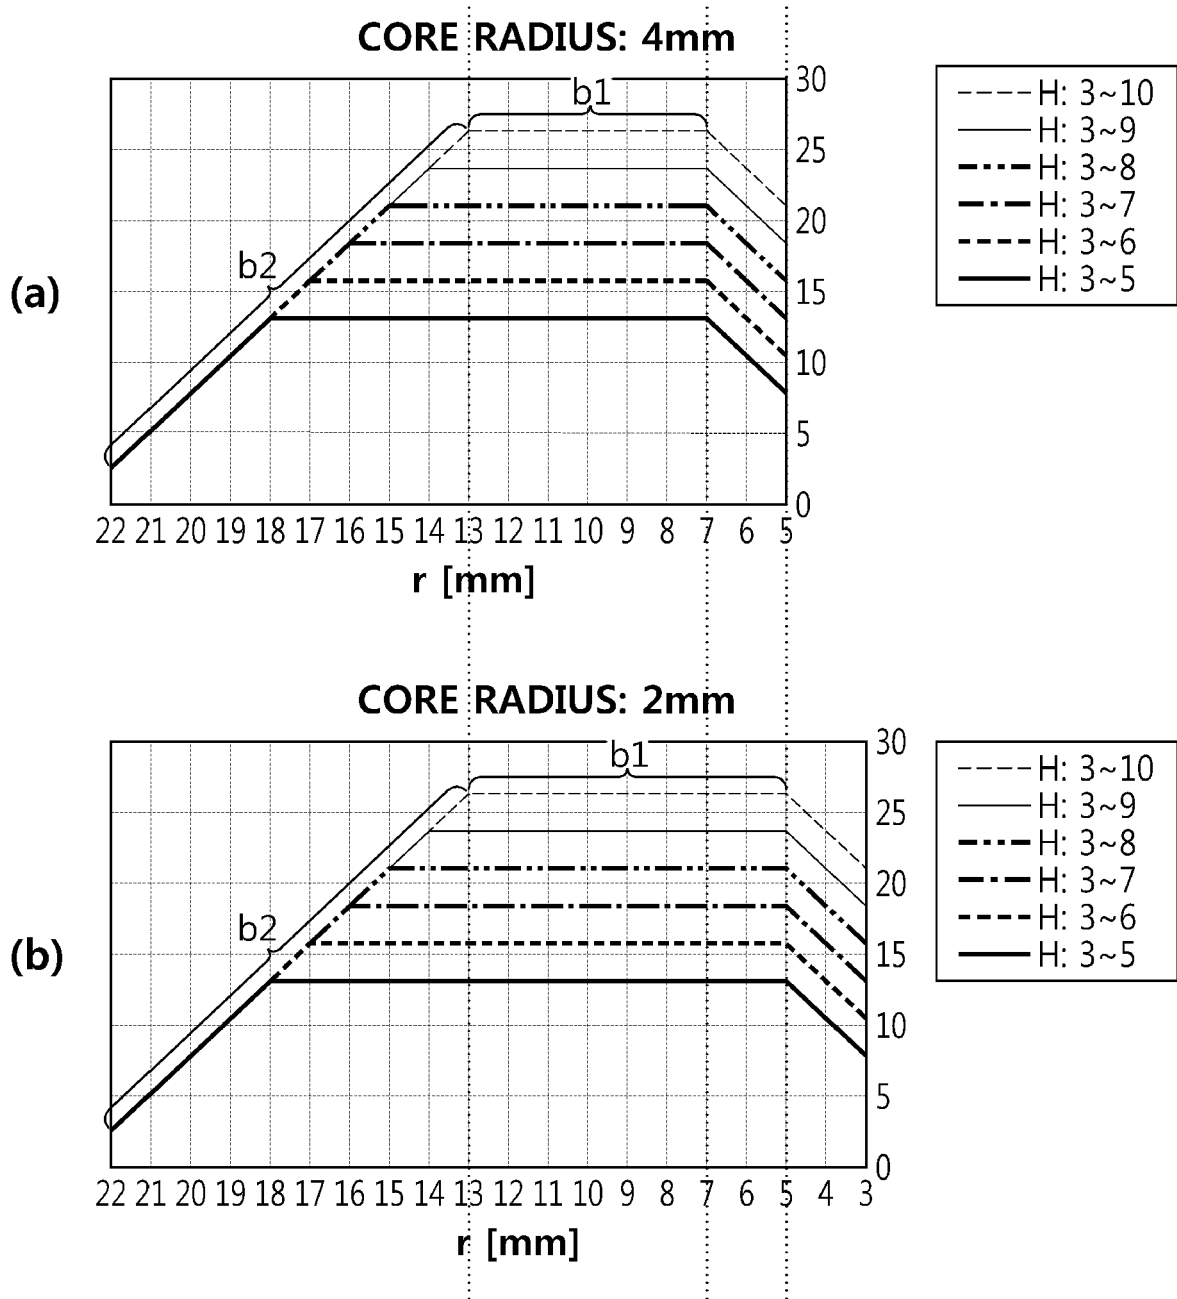 CORE RADIUS: 4mm
(a)
b1
b2
30
25
20
15
10
5
0
22 21 20 19 18 17 16 15 14 13 12 11 10 9 8 7 6 5
r [mm]
H: 3~10
H: 3~9
H: 3~8
H: 3~7
H: 3~6
H: 3~5
CORE RADIUS: 2mm
(b)
b1
b2
30
25
20
15
10
5
0
22 21 20 19 18 17 16 15 14 13 12 11 10 9 8 7 6 5 4 3
r [mm]
H: 3~10
H: 3~9
H: 3~8
H: 3~7
H: 3~6
H: 3~5